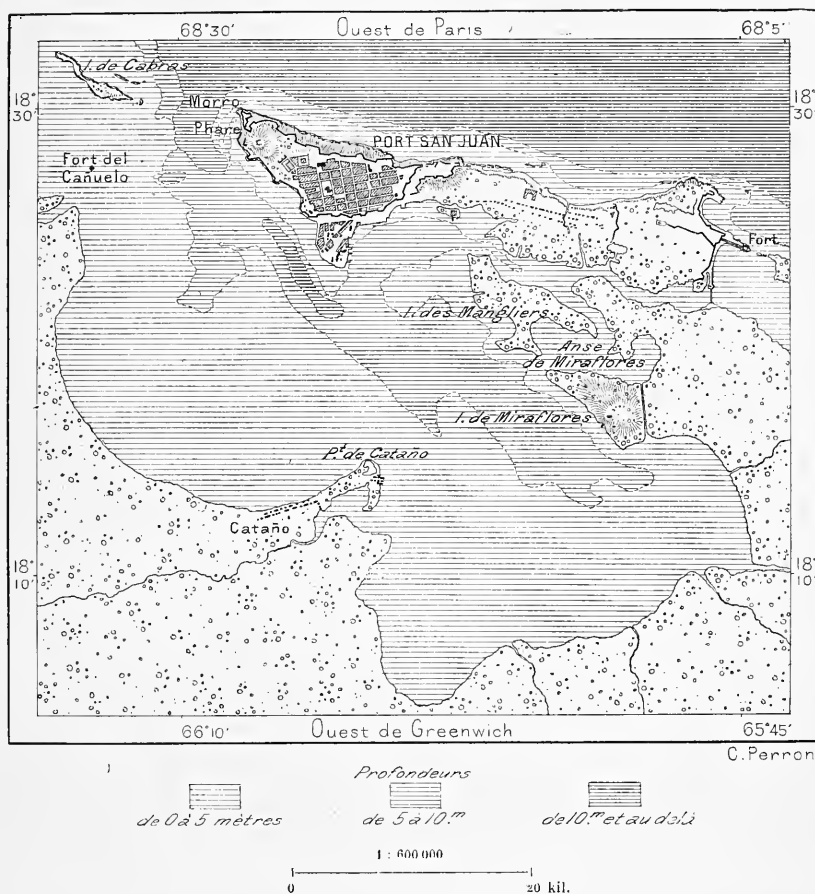 68°30' Ouest de Paris 68°5'
I. de Cabras
18° 30' 18° 30'
Morro
Phare
PORT SAN JUAN
Fort del
Cañuelo
Fort
I. des Mangliers
Anse
de Miraflores
I. de Miraflores
Pt. de Cataño
Cataño
18° 10' 18° 10'
66°10' Ouest de Greenwich 65°45'
C. Perron
Profondeurs
de 0 à 5 mètres de 5 à 10 m. de 10 m. et au delà
1 : 600 000
0 20 kil.